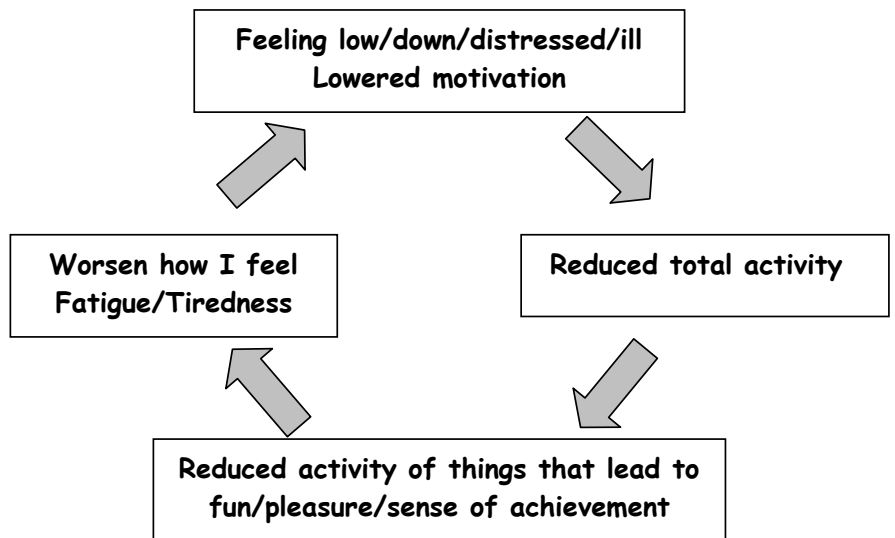 Feeling low/down/distressed/ill
Lowered motivation
Reduced total activity
Reduced activity of things that lead to
fun/pleasure/sense of achievement
Worsen how I feel
Fatigue/Tiredness